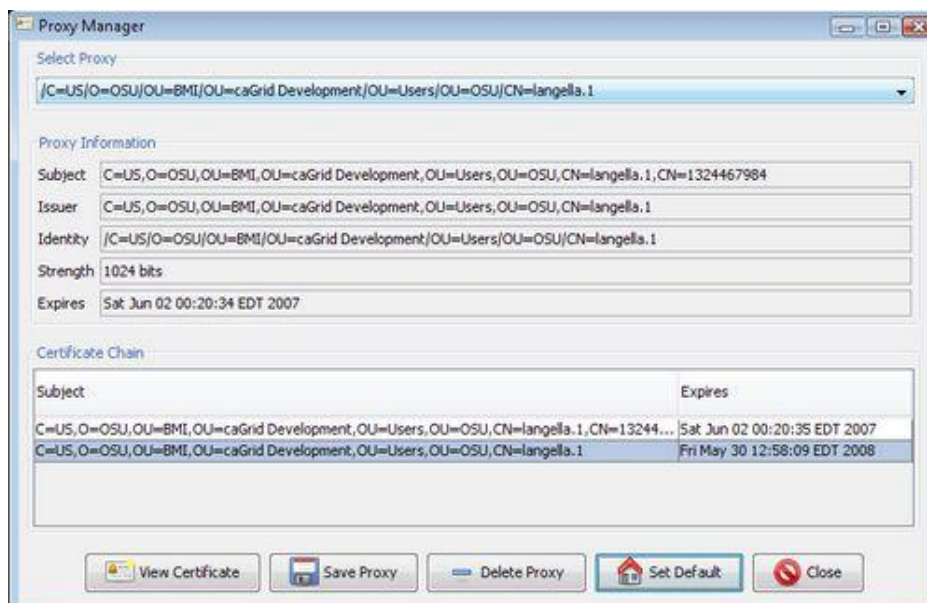 Proxy Manager
Select Proxy
/C=US/O=OSU/OU=BMI/OU=caGrid Development/OU=Users/OU=OSU/CN=langella.1
Proxy Information
Subject C=US,O=OSU,OU=BMI,OU=caGrid Development,OU=Users,OU=OSU,CN=langella.1,CN=1324467984
Issuer C=US,O=OSU,OU=BMI,OU=caGrid Development,OU=Users,OU=OSU,CN=langella.1
Identity /C=US/O=OSU/OU=BMI/OU=caGrid Development/OU=Users/OU=OSU/CN=langella.1
Strength 1024 bits
Expires Sat Jun 02 00:20:34 EDT 2007
Certificate Chain
Subject Expires
C=US,O=OSU,OU=BMI,OU=caGrid Development,OU=Users,OU=OSU,CN=langella.1,CN=13244... Sat Jun 02 00:20:35 EDT 2007
C=US,O=OSU,OU=BMI,OU=caGrid Development,OU=Users,OU=OSU,CN=langella.1 Fri May 30 12:58:09 EDT 2008
View Certificate Save Proxy Delete Proxy Set Default Close